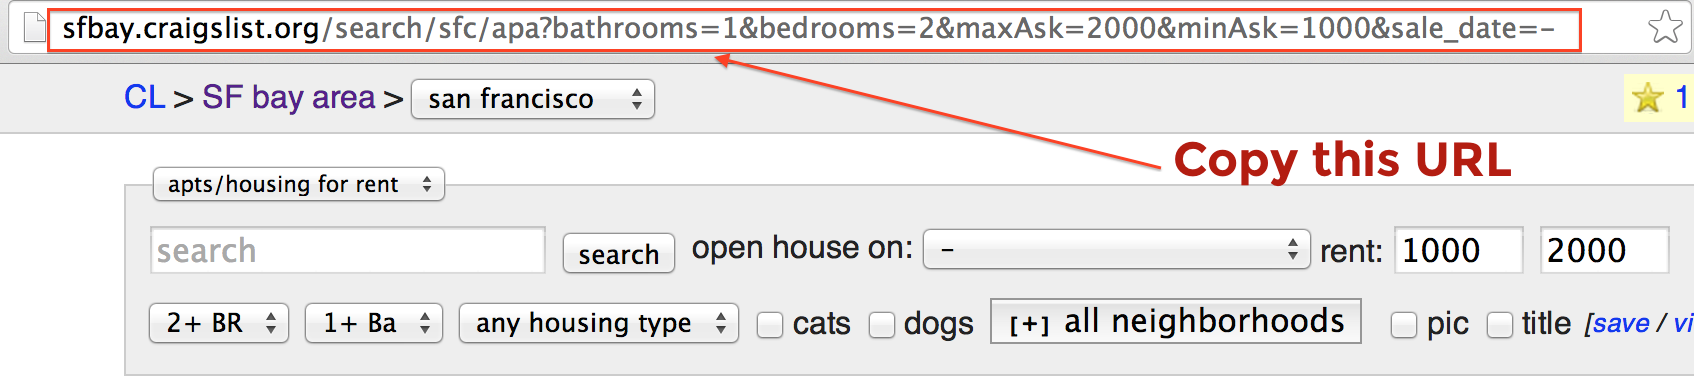 sfbay.craigslist.org/search/sfc/apa?bathrooms=1&bedrooms=2&maxAsk=2000&minAsk=1000&sale_date=-
CL > SF bay area > san francisco 1
Copy this URL
apts/housing for rent
search search open house on: - rent: 1000 2000
2+ BR 1+ Ba any housing type cats dogs [+] all neighborhoods pic title [save / vi